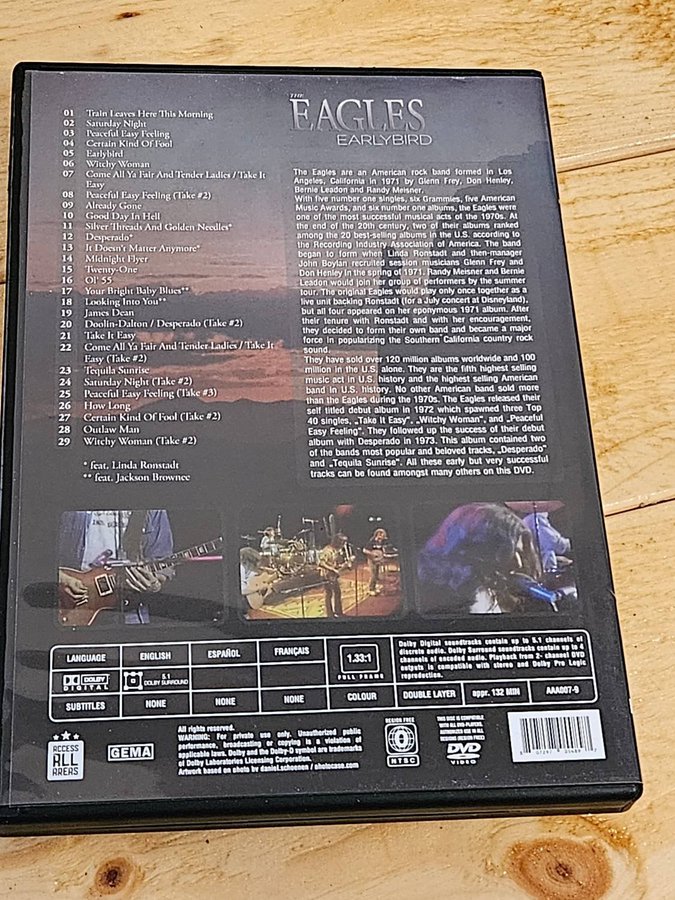 THE
EAGLES
EARLYBIRD
01 Train Leaves Here This Morning
02 Saturday Night
03 Peaceful Easy Feeling
04 Certain Kind Of Fool
05 Earlybird
06 Witchy Woman
07 Come All Ya Fair And Tender Ladies / Take It
Easy
08 Peaceful Easy Feeling (Take #2)
09 Already Gone
10 Good Day In Hell
11 Silver Threads And Golden Needles*
12 Desperado*
13 It Doesn't Matter Anymore*
14 Midnight Flyer
15 Twenty-One
16 Ol' 55
17 Your Bright Baby Blues**
18 Looking Into You**
19 James Dean
20 Doolin-Dalton / Desperado (Take #2)
21 Take It Easy
22 Come All Ya Fair And Tender Ladies / Take It
Easy (Take #2)
23 Tequila Sunrise
24 Saturday Night (Take #2)
25 Peaceful Easy Feeling (Take #3)
26 How Long
27 Certain Kind Of Fool (Take #2)
28 Outlaw Man
29 Witchy Woman (Take #2)
* feat. Linda Ronstadt
** feat. Jackson Brownee
The Eagles are an American rock band formed in Los
Angeles, California in 1971 by Glenn Frey, Don Henley,
Bernie Leadon and Randy Meisner.
With five number one singles, six Grammies, five American
Music Awards, and six number one albums, the Eagles were
one of the most successful musical acts of the 1970s. At
the end of the 20th century, two of their albums ranked
among the 20 best-selling albums in the U.S. according to
the Recording Industry Association of America. The band
began to form when Linda Ronstadt and then-manager
John Boylan recruited session musicians Glenn Frey and
Don Henley in the spring of 1971. Randy Meisner and Bernie
Leadon would join her group of performers by the summer
tour. The original Eagles would play only once together as a
live unit backing Ronstadt (for a July concert at Disneyland),
but all four appeared on her eponymous 1971 album. After
their tenure with Ronstadt and with her encouragement,
they decided to form their own band and became a major
force in popularizing the Southern California country rock
sound.
They have sold over 120 million albums worldwide and 100
million in the U.S. alone. They are the fifth highest selling
music act in U.S. history and the highest selling American
band in U.S. history. No other American band sold more
than the Eagles during the 1970s. The Eagles released their
self titled debut album in 1972 which spawned three Top
40 singles, „Take It Easy", „Witchy Woman", and „Peaceful
Easy Feeling". They followed up the success of their debut
album with Desperado in 1973. This album contained two
of the bands most popular and beloved tracks, „Desperado"
and „Tequila Sunrise". All these early but very successful
tracks can be found amongst many others on this DVD.
LANGUAGE ENGLISH ESPAÑOL FRANÇAIS
DOLBY DIGITAL 5.1 DOLBY SURROUND NONE NONE
SUBTITLES NONE NONE NONE
1.33:1
FULL FRAME
COLOUR
Dolby Digital soundtracks contain up to 5.1 channels of
discrete audio. Dolby Surround soundtracks contain up to 4
channels of encoded audio. Playback from 2- channel DVD
outputs is compatible with stereo and Dolby Pro Logic
reproduction.
DOUBLE LAYER appr. 132 MIN AAA007-9
ACCESS
ALL
AREAS
GEMA
All rights reserved.
WARNING: For private use only. Unauthorized public
performance, broadcasting or copying is a violation of
applicable laws. Dolby and the Dolby-D symbol are trademarks
of Dolby Laboratories Licensing Corporation.
Artwork based on photo by daniel.schoenen / photocase.com
REGION FREE
0
NTSC
THIS DISC IS COMPATIBLE
WITH ALL DVD-PLAYERS,
DVD
VIDEO